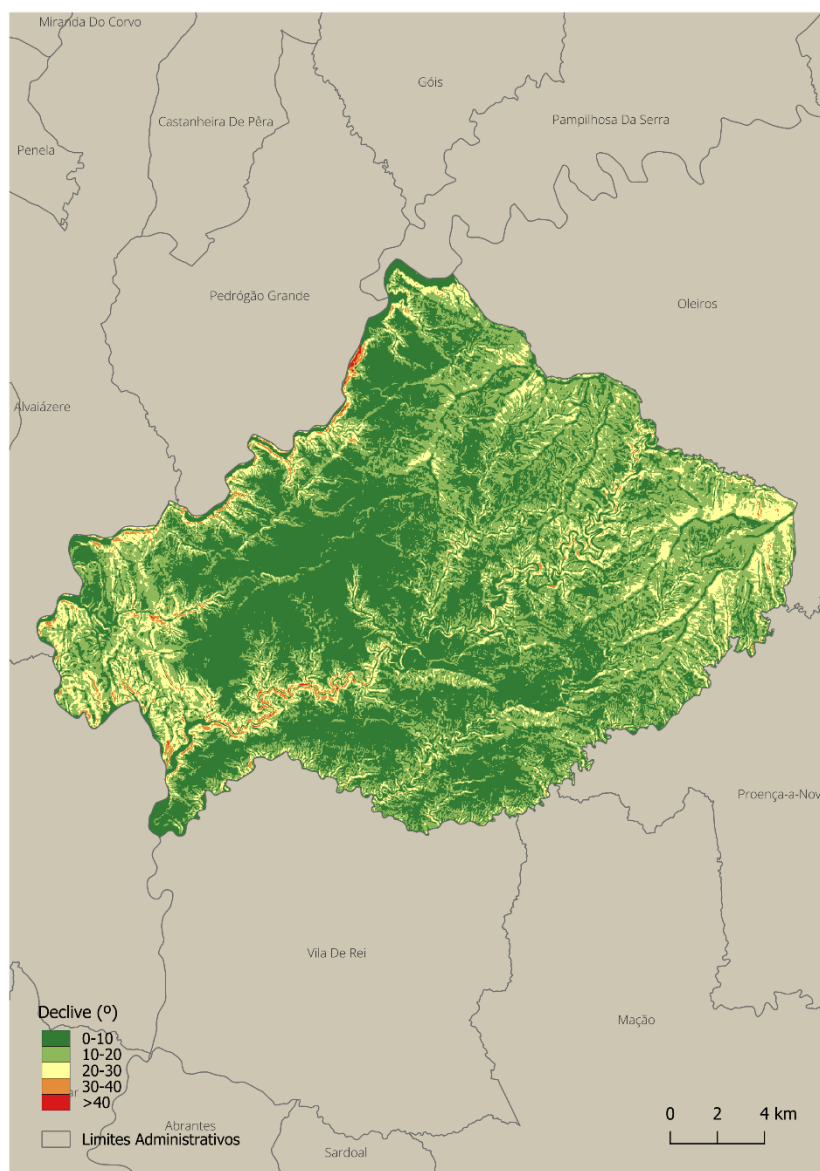 Miranda Do Corvo
Góis
Castanheira De Pêra
Pampilhosa Da Serra
Penela
Pedrógão Grande
Oleiros
Alvaiázere
Proença-a-Nov
Vila De Rei
Mação
Declive (º)
0-10
10-20
20-30
30-40
ar
>40
Abrantes
Limites Administrativos
Sardoal
0 2 4 km